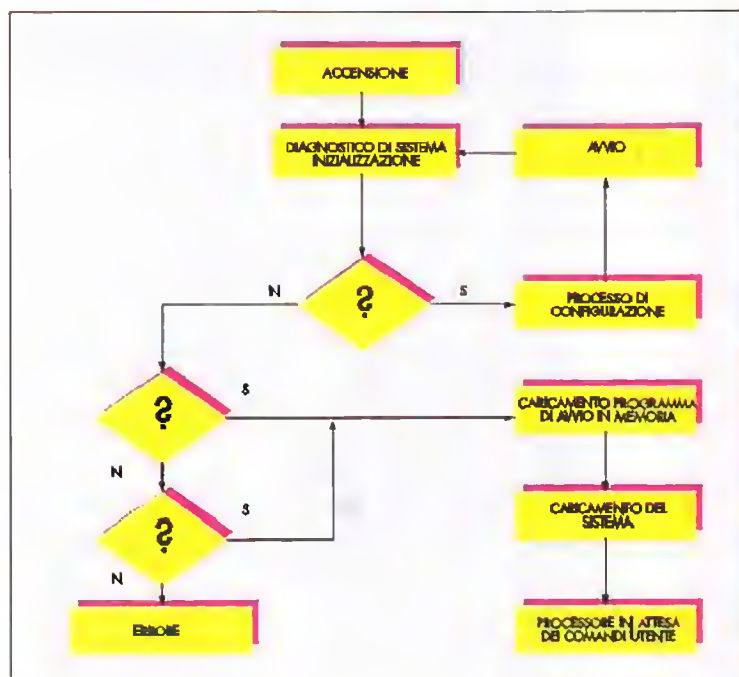 ACCENSIONE
DIAGNOSTICO DI SISTEMA
INIZIALIZZAZIONE
AVVIO
?
N
S
PROCESSO DI
CONFIGURAZIONE
?
S
CARICAMENTO PROGRAMMA
DI AVVIO IN MEMORIA
N
?
S
CARICAMENTO DEL
SISTEMA
N
ERRORE
PROCESSORE IN ATTESA
DEI COMANDI UTENTE